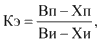 Кэ = (Вп – Хп) / (Ви – Хи),